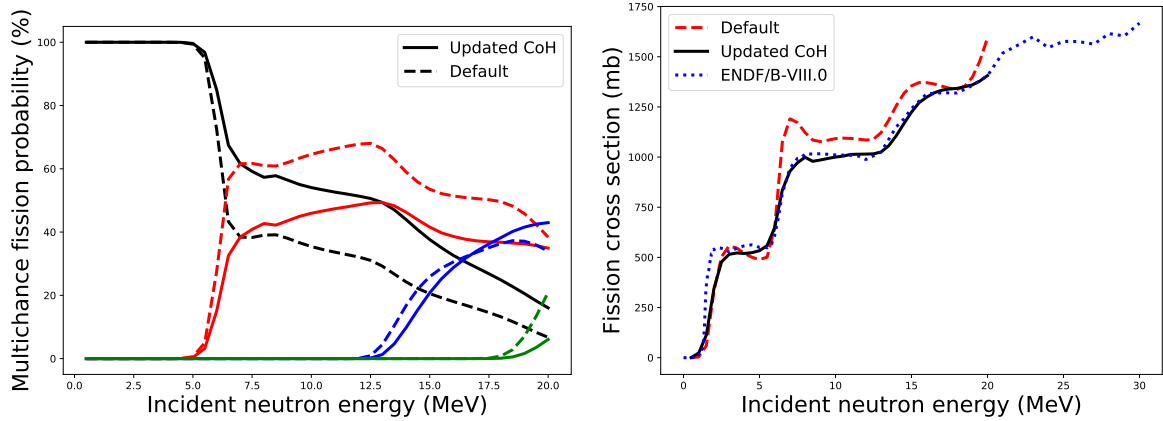 Multichance fission probability (%)
100
80
60
40
20
0
0.0 2.5 5.0 7.5 10.0 12.5 15.0 17.5 20.0
Incident neutron energy (MeV)
Updated CoH
Default
Fission cross section (mb)
1750
1500
1250
1000
750
500
250
0
0 5 10 15 20 25 30
Incident neutron energy (MeV)
Default
Updated CoH
ENDF/B-VIII.0